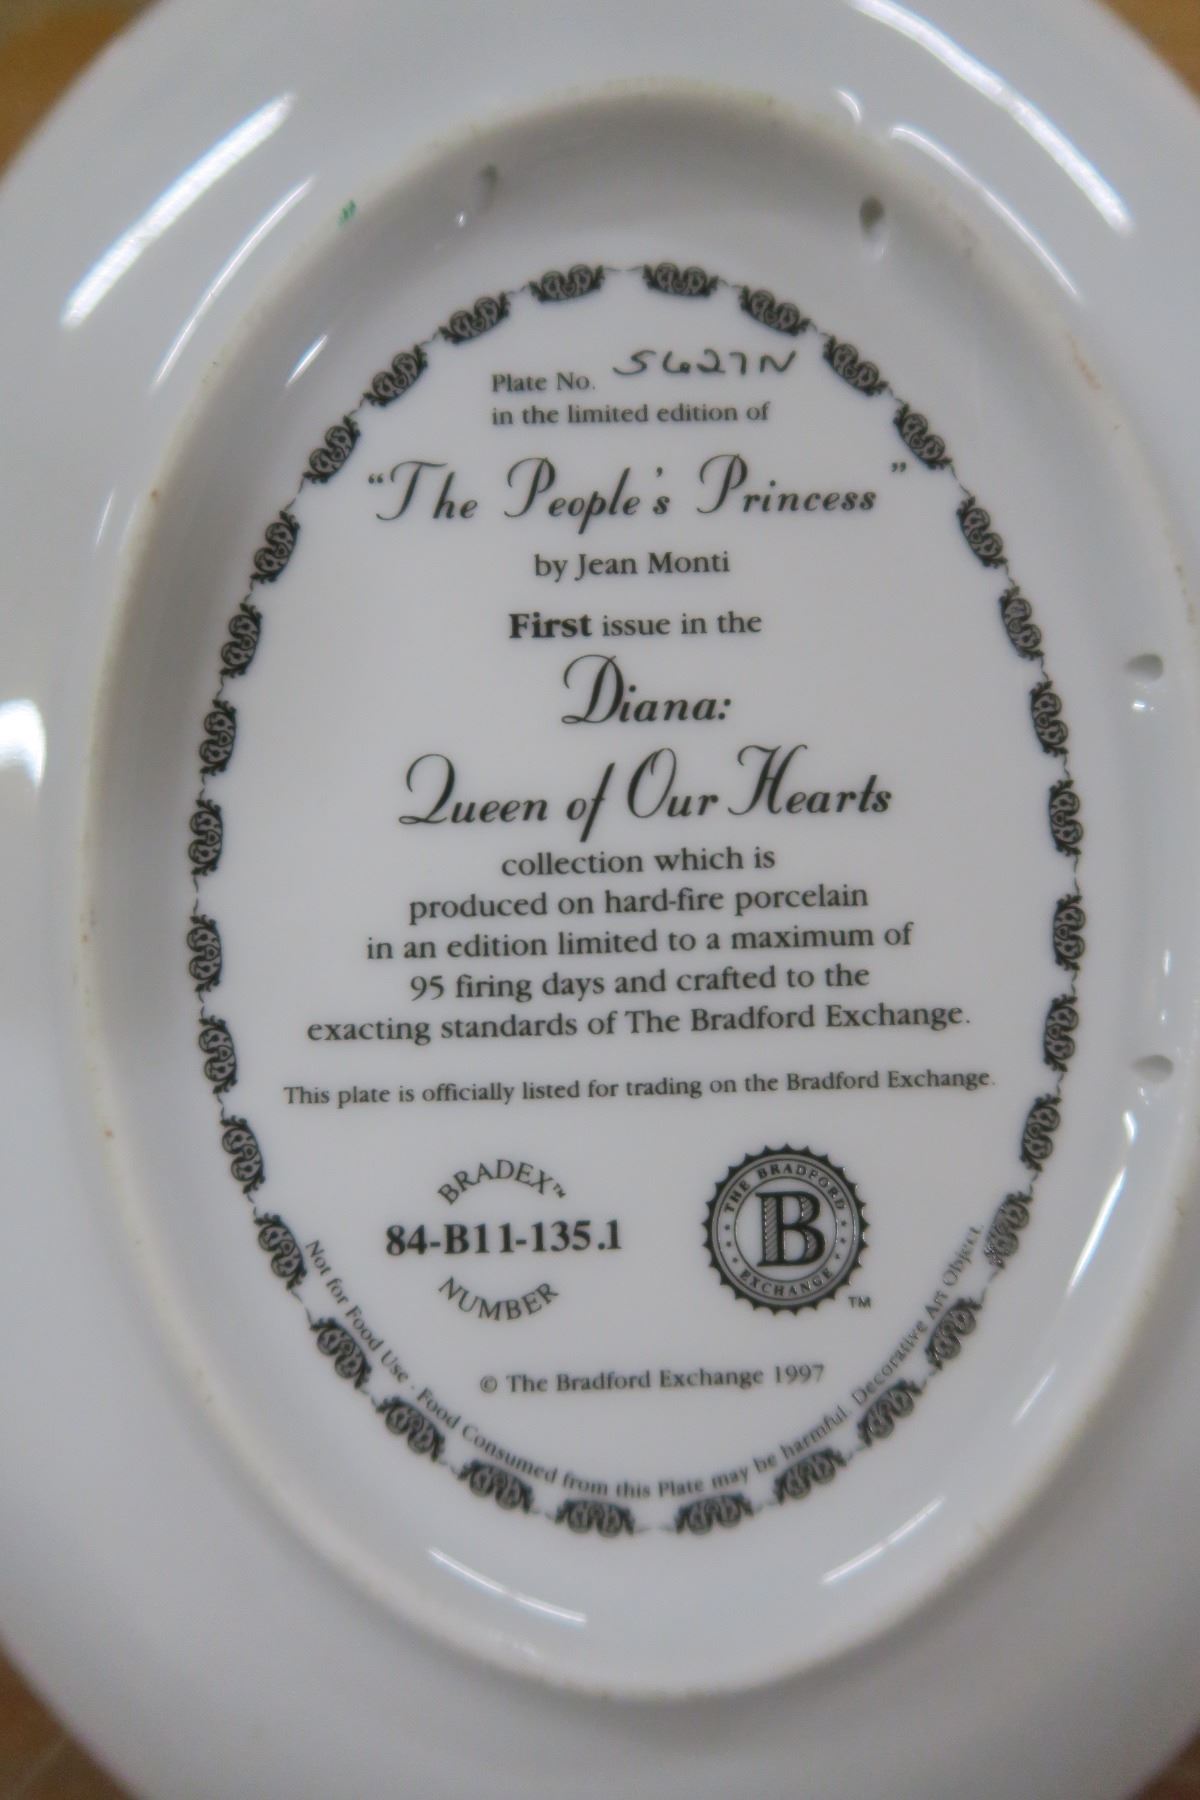 Plate No. 5627N
in the limited edition of
"The People's Princess"
by Jean Monti
First issue in the
Diana:
Queen of Our Hearts
collection which is
produced on hard-fire porcelain
in an edition limited to a maximum of
95 firing days and crafted to the
exacting standards of The Bradford Exchange.
This plate is officially listed for trading on the Bradford Exchange.
BRADEX™
84-B11-135.1
NUMBER
THE BRADFORD
B
EXCHANGE
TM
© The Bradford Exchange 1997
Not for Food Use · Food Consumed from this Plate may be harmful. Decorative Art Object.